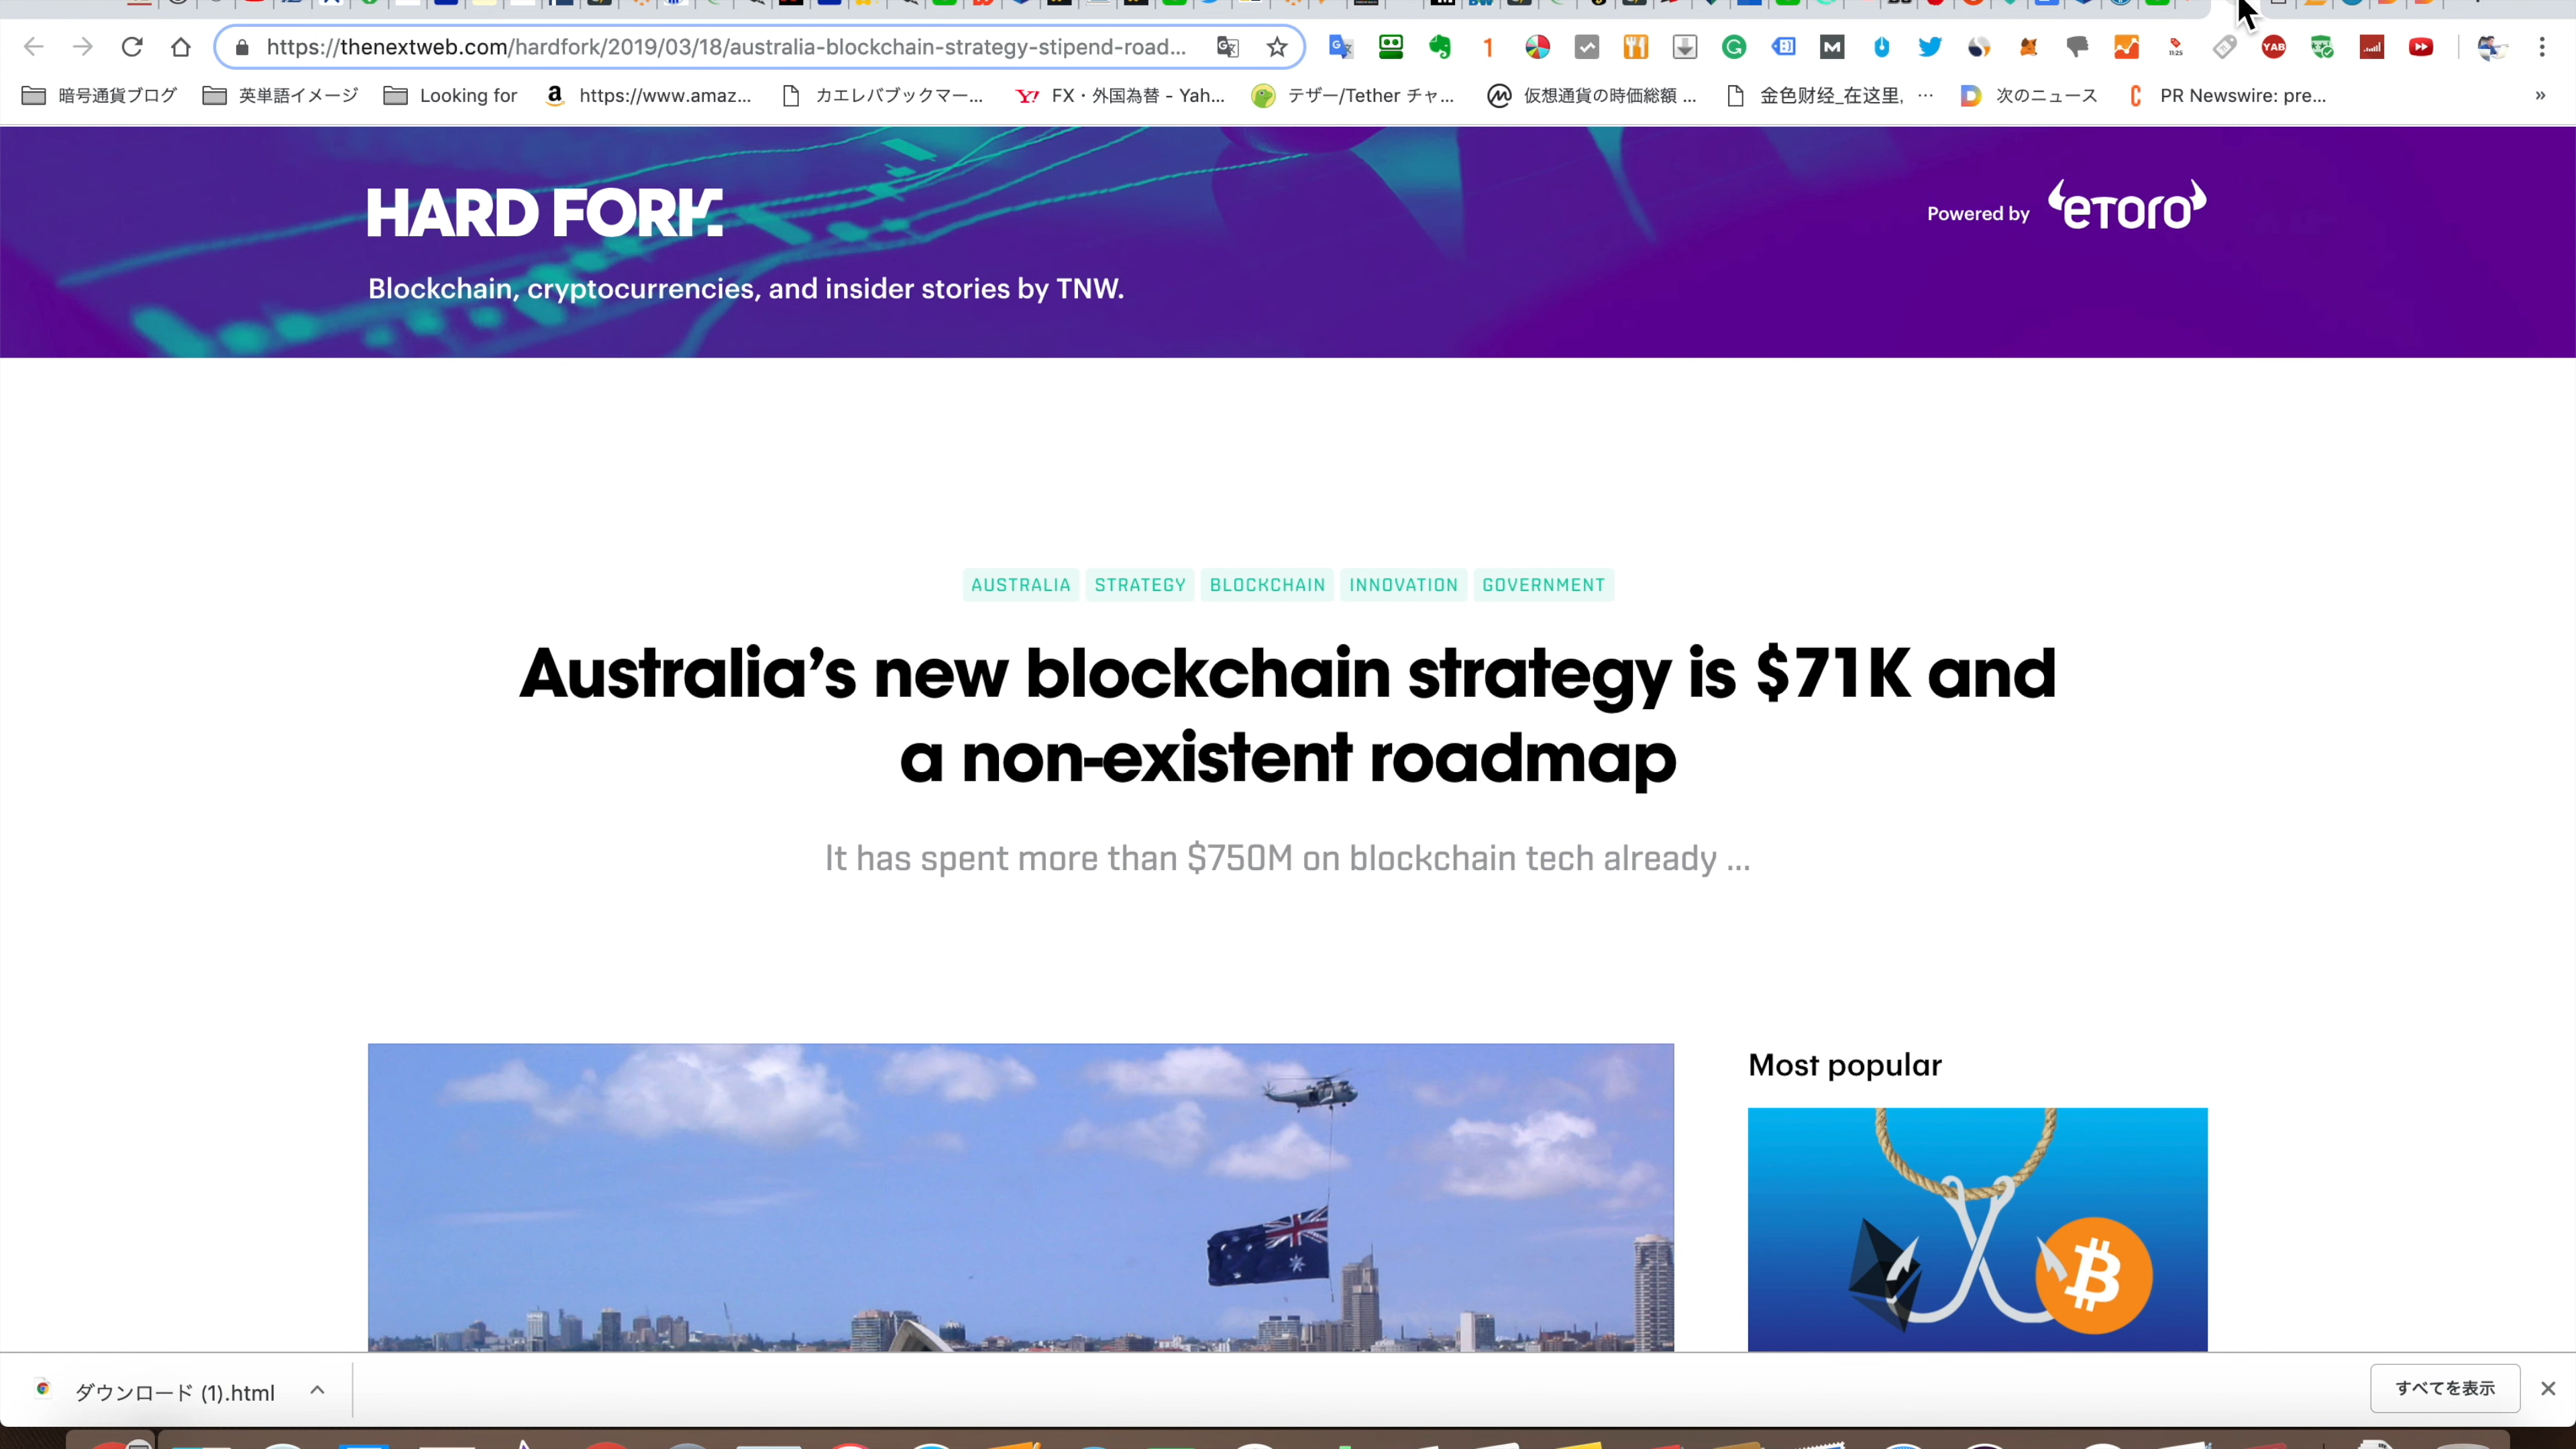 https://thenextweb.com/hardfork/2019/03/18/australia-blockchain-strategy-stipend-road...
暗号通貨ブログ 英単語イメージ Looking for https://www.amaz... カエレバブックマー... FX・外国為替 - Yah... テザー/Tether チャ... 仮想通貨の時価総額 ... 金色财经_在这里, ... 次のニュース PR Newswire: pre... »
HARD FORK.
Powered by eToro
Blockchain, cryptocurrencies, and insider stories by TNW.
AUSTRALIA STRATEGY BLOCKCHAIN INNOVATION GOVERNMENT
Australia’s new blockchain strategy is $71K and
a non-existent roadmap
It has spent more than $750M on blockchain tech already ...
Most popular
ダウンロード (1).html
すべてを表示